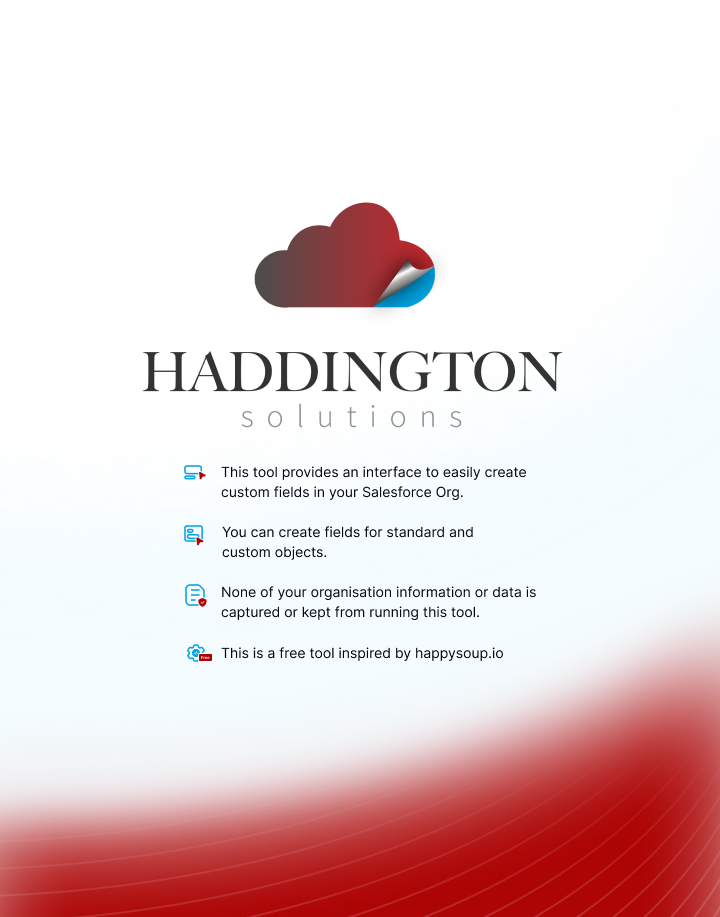 HADDINGTON
solutions
This tool provides an interface to easily create
custom fields in your Salesforce Org.
You can create fields for standard and
custom objects.
None of your organisation information or data is
captured or kept from running this tool.
Free
This is a free tool inspired by happysoup.io